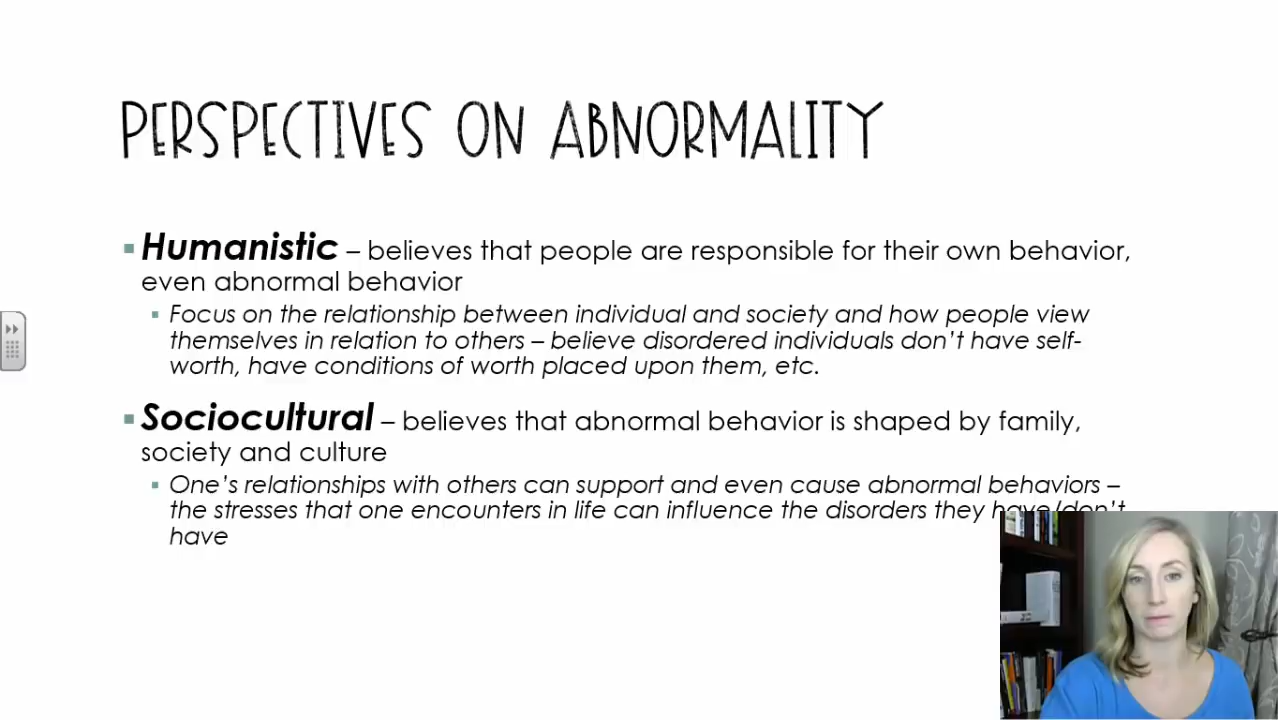 PERSPECTIVES ON ABNORMALITY
Humanistic – believes that people are responsible for their own behavior,
even abnormal behavior
Focus on the relationship between individual and society and how people view
themselves in relation to others – believe disordered individuals don't have self-
worth, have conditions of worth placed upon them, etc.
Sociocultural – believes that abnormal behavior is shaped by family,
society and culture
One's relationships with others can support and even cause abnormal behaviors –
the stresses that one encounters in life can influence the disorders they have/don't
have